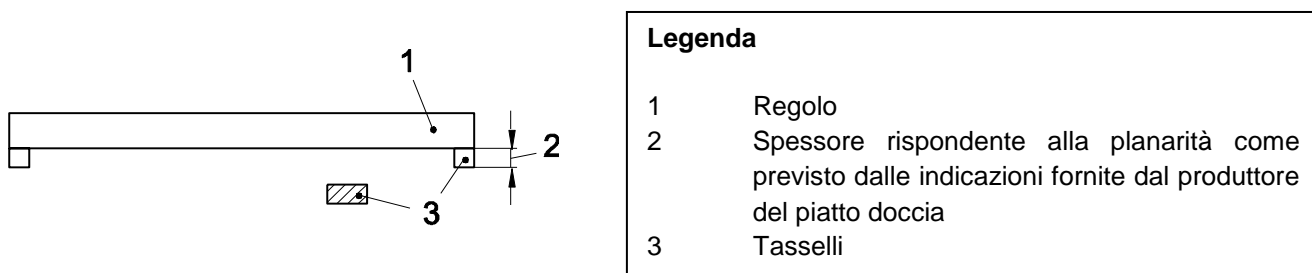 1
2
3
Legenda
1 Regolo
2 Spessore rispondente alla planarità come
previsto dalle indicazioni fornite dal produttore
del piatto doccia
3 Tasselli